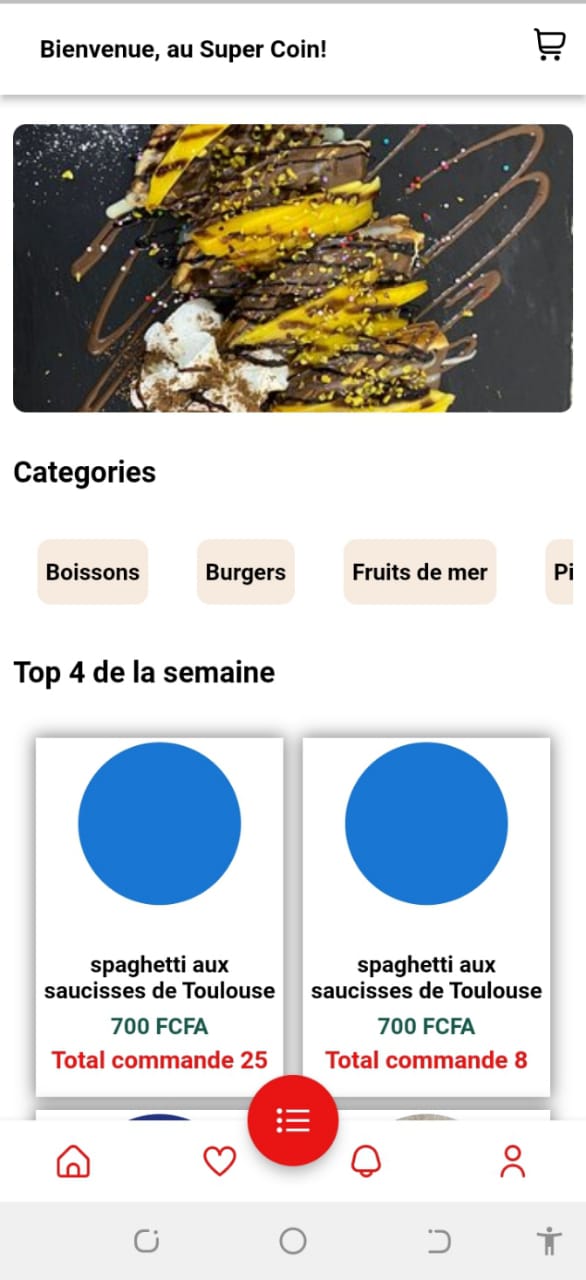 Bienvenue, au Super Coin!
Categories
Boissons
Burgers
Fruits de mer
Pi
Top 4 de la semaine
spaghetti aux
saucisses de Toulouse
700 FCFA
Total commande 25
spaghetti aux
saucisses de Toulouse
700 FCFA
Total commande 8